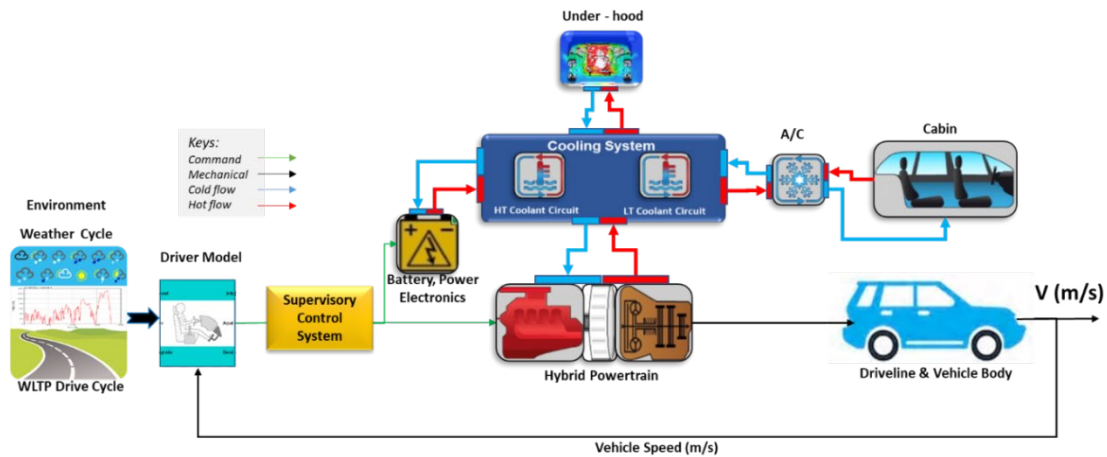 Under - hood
Keys:
Command
Mechanical
Cold flow
Hot flow
Cooling System
HT Coolant Circuit
LT Coolant Circuit
A/C
Cabin
Environment
Weather Cycle
WLTP Drive Cycle
Driver Model
Supervisory
Control
System
+ -
Battery, Power
Electronics
Hybrid Powertrain
Driveline & Vehicle Body
V (m/s)
Vehicle Speed (m/s)